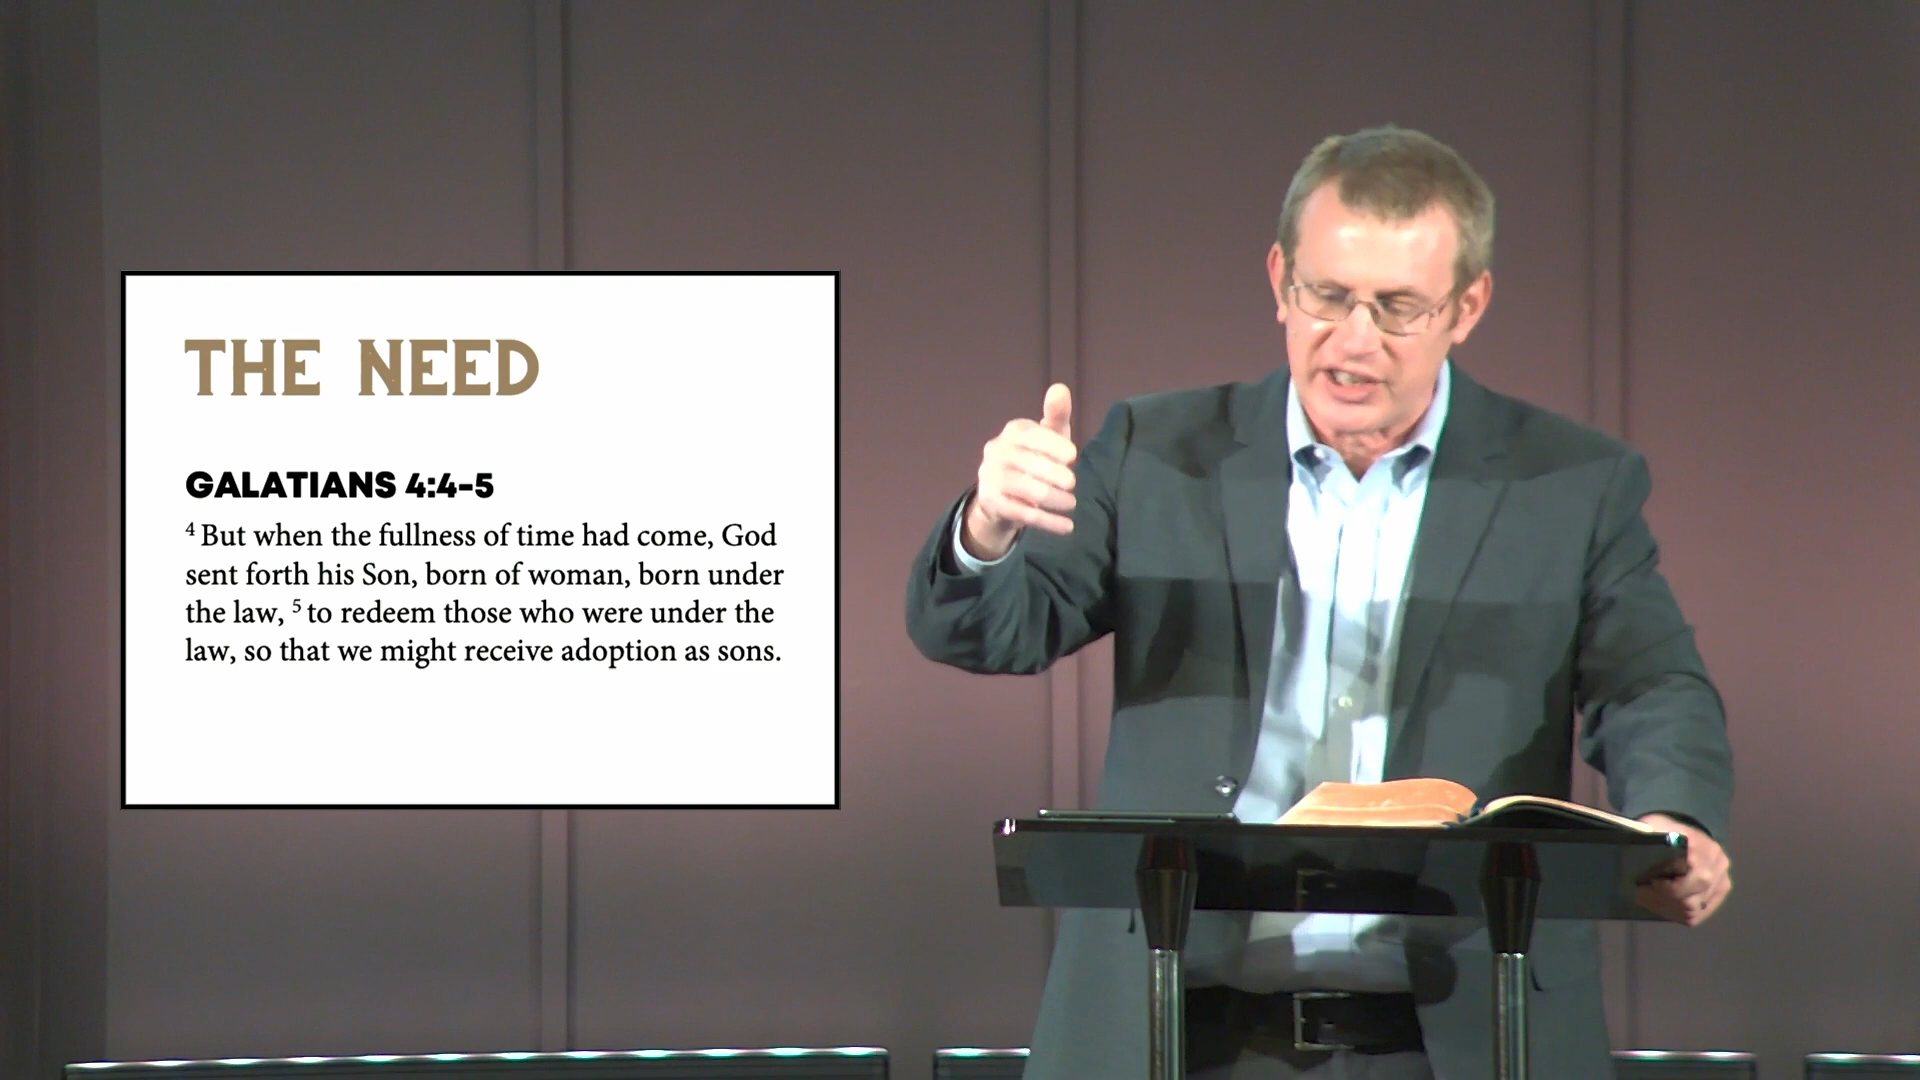 THE NEED
GALATIANS 4:4-5
4 But when the fullness of time had come, God
sent forth his Son, born of woman, born under
the law, 5 to redeem those who were under the
law, so that we might receive adoption as sons.